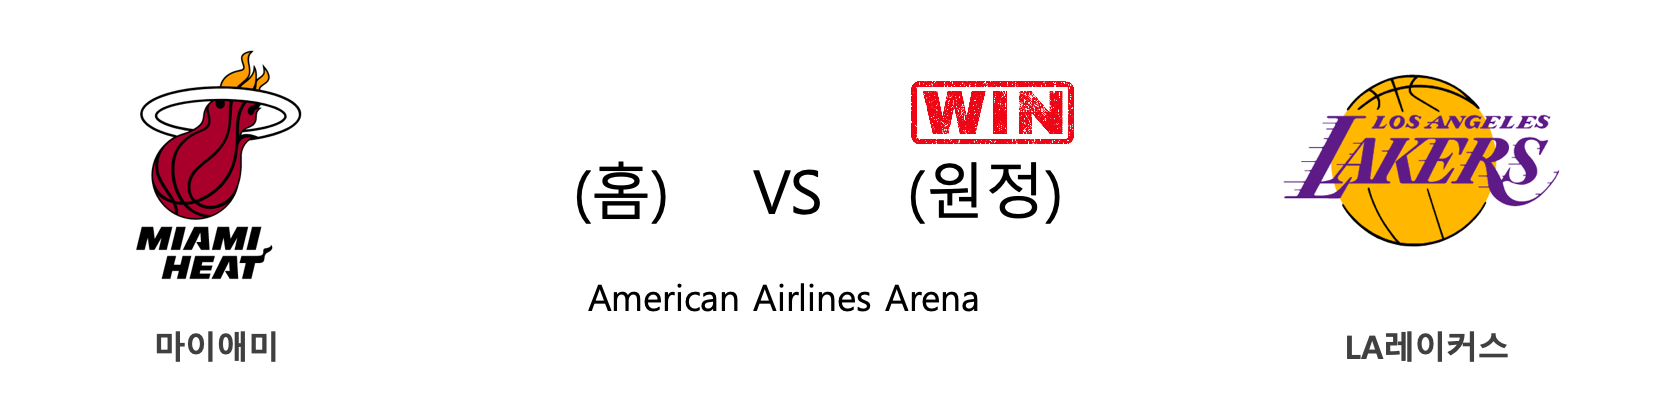 MIAMI
HEAT
마이애미
WIN
(홈) VS (원정)
American Airlines Arena
LOS ANGELES
LAKERS
LA레이커스